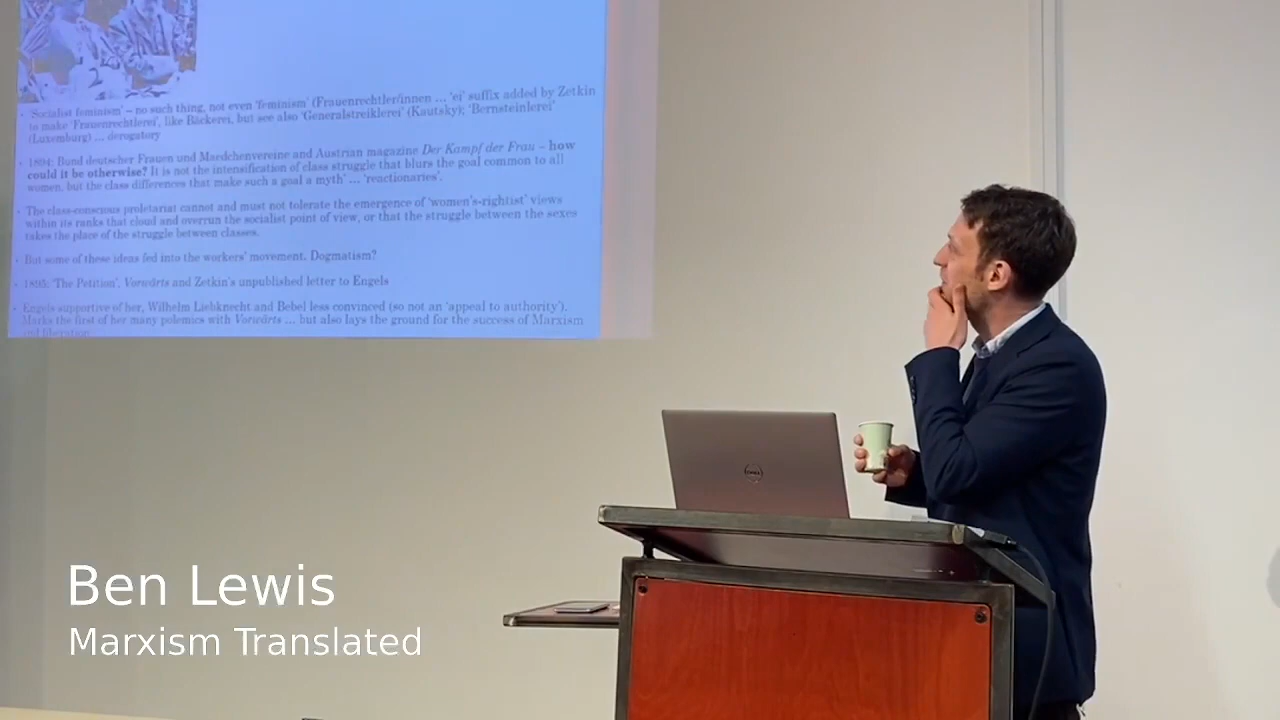 'Socialist feminism' – no such thing, not even 'feminism' (Frauenrechtler/innen ... 'ei' suffix added by Zetkin
to make 'Frauenrechtlerei', like Bäckerei, but see also 'Generalstreiklerei' (Kautsky); 'Bernsteinlerei'
(Luxemburg) ... derogatory
1894: Bund deutscher Frauen und Maedchenvereine and Austrian magazine Der Kampf der Frau – how
could it be otherwise? It is not the intensification of class struggle that blurs the goal common to all
women, but the class differences that make such a goal a myth' ... 'reactionaries'.
The class-conscious proletariat cannot and must not tolerate the emergence of 'women's-rightist' views
within its ranks that cloud and overrun the socialist point of view, or that the struggle between the sexes
takes the place of the struggle between classes.
But some of these ideas fed into the workers' movement. Dogmatism?
1895: 'The Petition', Vorwärts and Zetkin's unpublished letter to Engels
Engels supportive of her, Wilhelm Liebknecht and Bebel less convinced (so not an 'appeal to authority').
Marks the first of her many polemics with Vorwärts ... but also lays the ground for the success of Marxism
and liberation
DELL
Ben Lewis
Marxism Translated